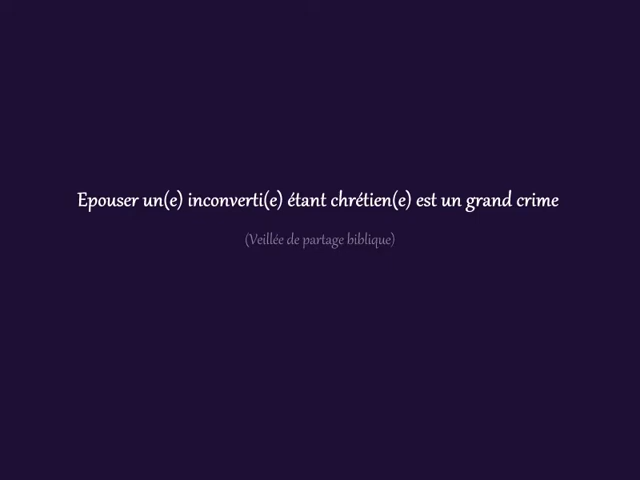 Epouser un(e) inconverti(e) étant chrétien(e) est un grand crime
(Veillée de partage biblique)